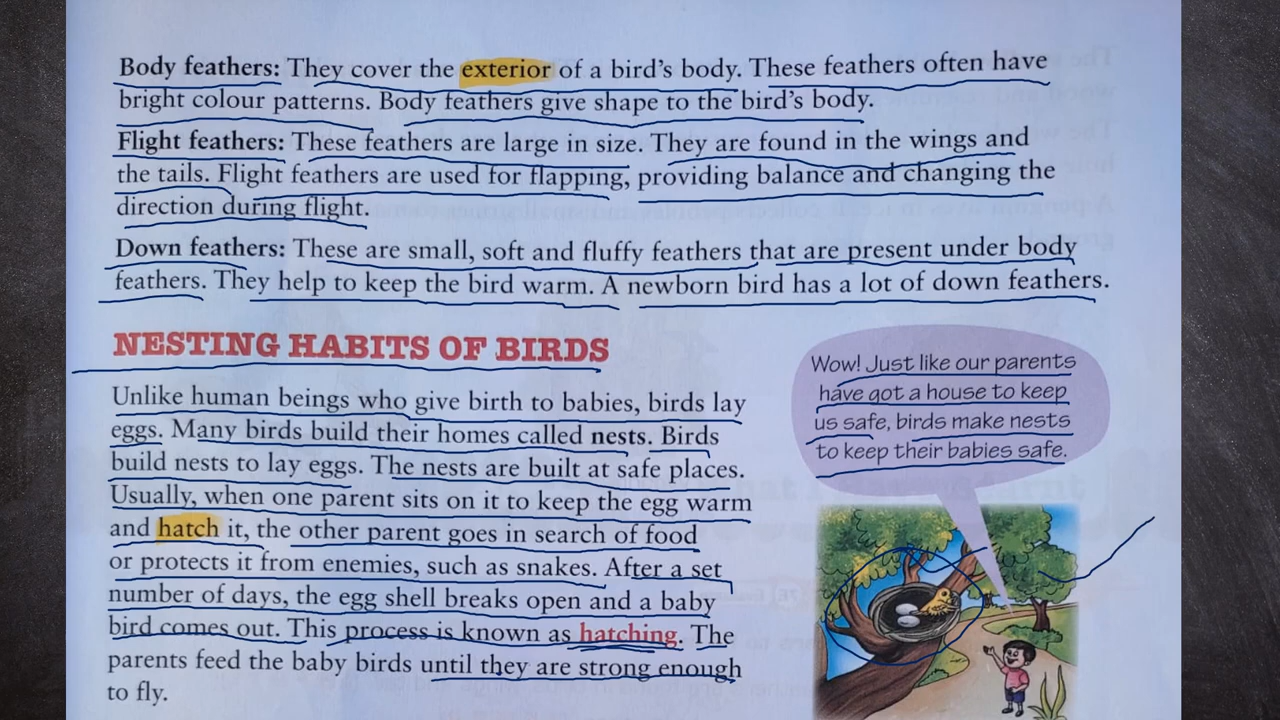 Body feathers: They cover the exterior of a bird's body. These feathers often have
bright colour patterns. Body feathers give shape to the bird's body.
Flight feathers: These feathers are large in size. They are found in the wings and
the tails. Flight feathers are used for flapping, providing balance and changing the
direction during flight.
Down feathers: These are small, soft and fluffy feathers that are present under body
feathers. They help to keep the bird warm. A newborn bird has a lot of down feathers.
NESTING HABITS OF BIRDS
Unlike human beings who give birth to babies, birds lay
eggs. Many birds build their homes called nests. Birds
build nests to lay eggs. The nests are built at safe places.
Usually, when one parent sits on it to keep the egg warm
and hatch it, the other parent goes in search of food
or protects it from enemies, such as snakes. After a set
number of days, the egg shell breaks open and a baby
bird comes out. This process is known as hatching. The
parents feed the baby birds until they are strong enough
to fly.
Wow! Just like our parents
have got a house to keep
us safe, birds make nests
to keep their babies safe.